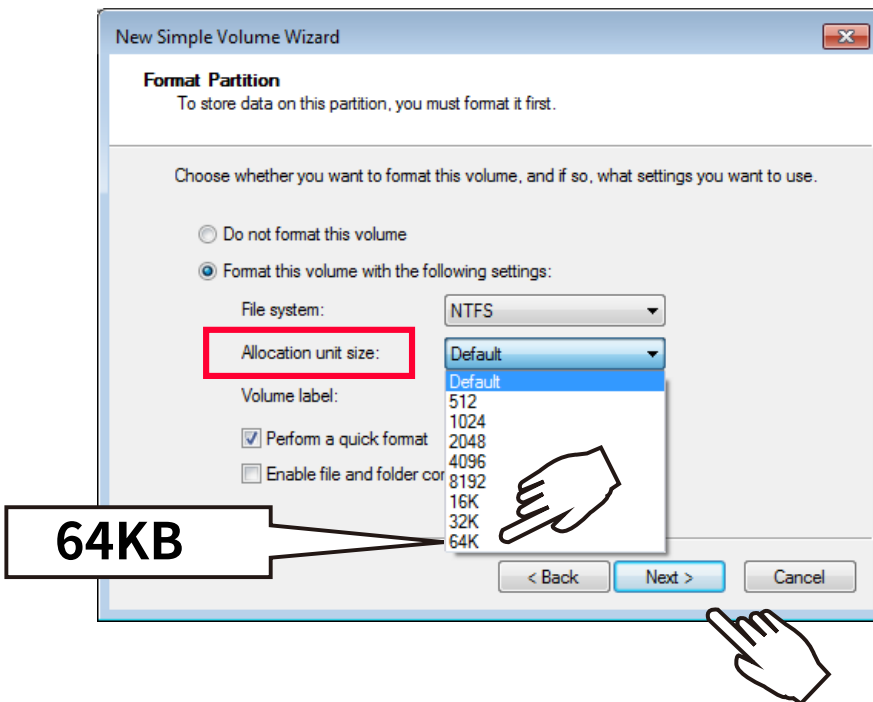 New Simple Volume Wizard
Format Partition
To store data on this partition, you must format it first.
Choose whether you want to format this volume, and if so, what settings you want to use.
Do not format this volume
Format this volume with the following settings:
File system: NTFS
Allocation unit size: Default
Default
Volume label:
512
1024
Perform a quick format
2048
4096
Enable file and folder com
8192
16K
32K
64KB
64K
< Back Next > Cancel